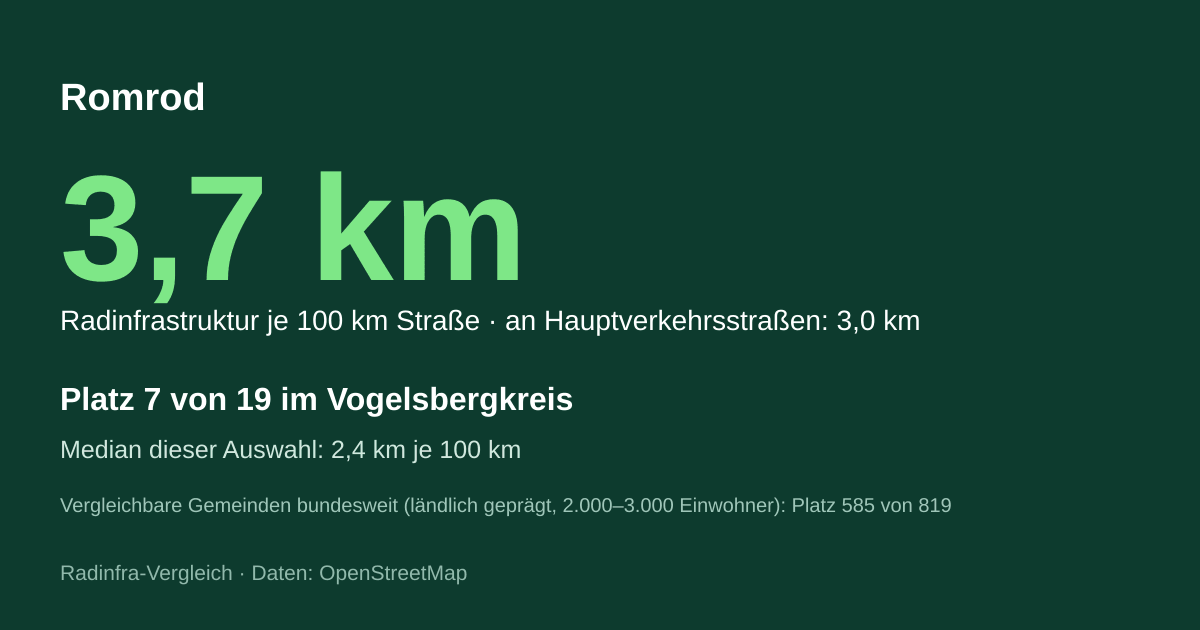 Romrod
3,7 km
Radinfrastruktur je 100 km Straße · an Hauptverkehrsstraßen: 3,0 km
Platz 7 von 19 im Vogelsbergkreis
Median dieser Auswahl: 2,4 km je 100 km
Vergleichbare Gemeinden bundesweit (ländlich geprägt, 2.000–3.000 Einwohner): Platz 585 von 819
Radinfra-Vergleich · Daten: OpenStreetMap